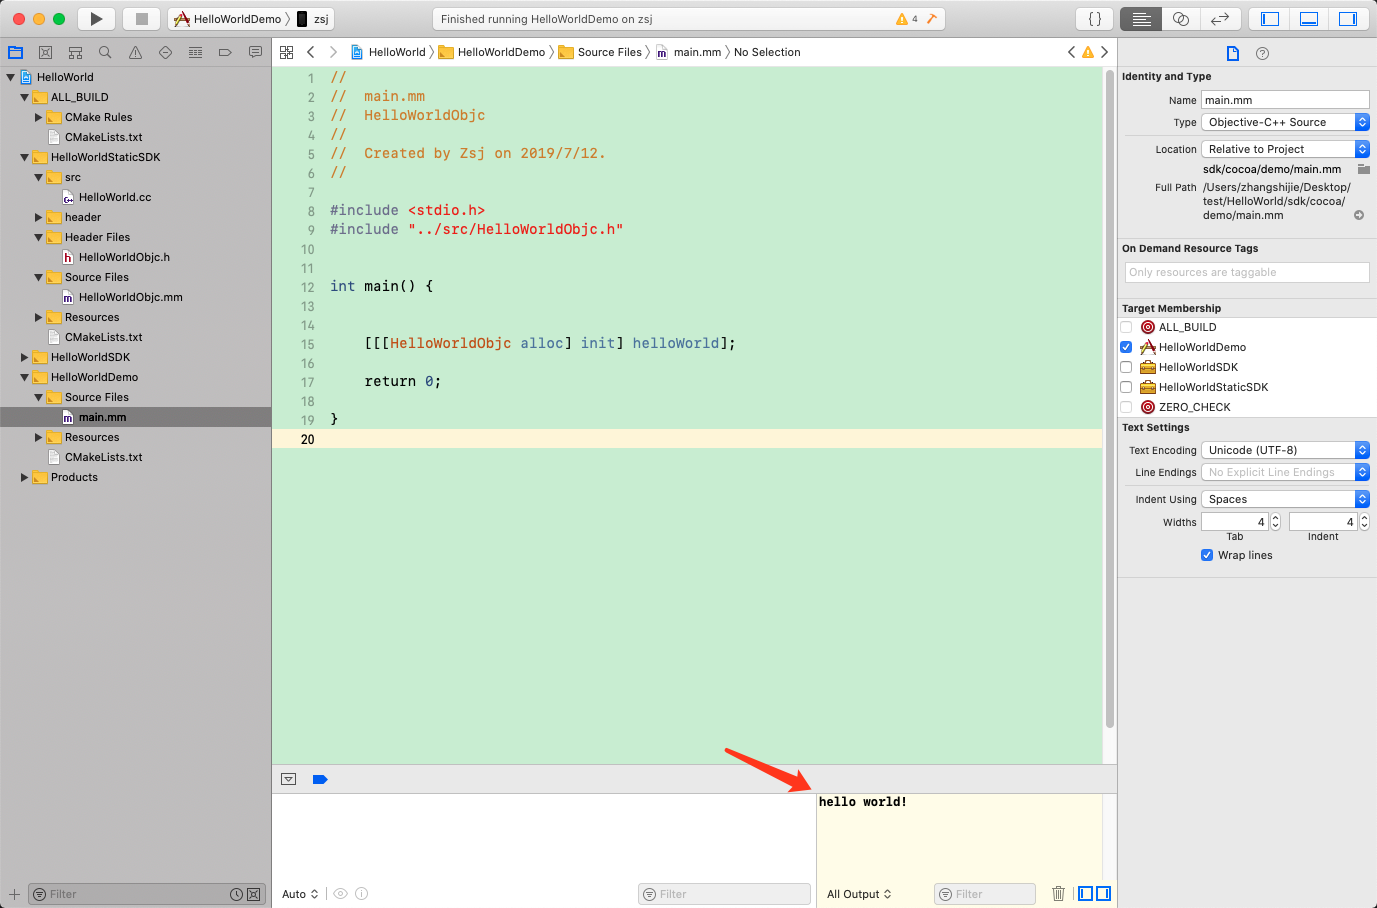 HelloWorldDemo
zsj
Finished running HelloWorldDemo on zsj
4
{ }
HelloWorld
HelloWorldDemo
Source Files
main.mm
No Selection
HelloWorld
ALL_BUILD
CMake Rules
CMakeLists.txt
HelloWorldStaticSDK
src
HelloWorld.cc
header
Header Files
HelloWorldObjc.h
Source Files
HelloWorldObjc.mm
Resources
CMakeLists.txt
HelloWorldSDK
HelloWorldDemo
Source Files
main.mm
Resources
CMakeLists.txt
Products
Filter
1 //
2 //  main.mm
3 //  HelloWorldObjc
4 //
5 //  Created by Zsj on 2019/7/12.
6 //
7
8 #include <stdio.h>
9 #include "../src/HelloWorldObjc.h"
10
11
12 int main() {
13
14
15     [[[HelloWorldObjc alloc] init] helloWorld];
16
17     return 0;
18
19 }
20
hello world!
Auto
Filter
All Output
Filter
Identity and Type
Name main.mm
Type Objective-C++ Source
Location Relative to Project
sdk/cocoa/demo/main.mm
Full Path /Users/zhangshijie/Desktop/
test/HelloWorld/sdk/cocoa/
demo/main.mm
On Demand Resource Tags
Only resources are taggable
Target Membership
ALL_BUILD
HelloWorldDemo
HelloWorldSDK
HelloWorldStaticSDK
ZERO_CHECK
Text Settings
Text Encoding Unicode (UTF-8)
Line Endings No Explicit Line Endings
Indent Using Spaces
Widths 4 4
Tab Indent
Wrap lines